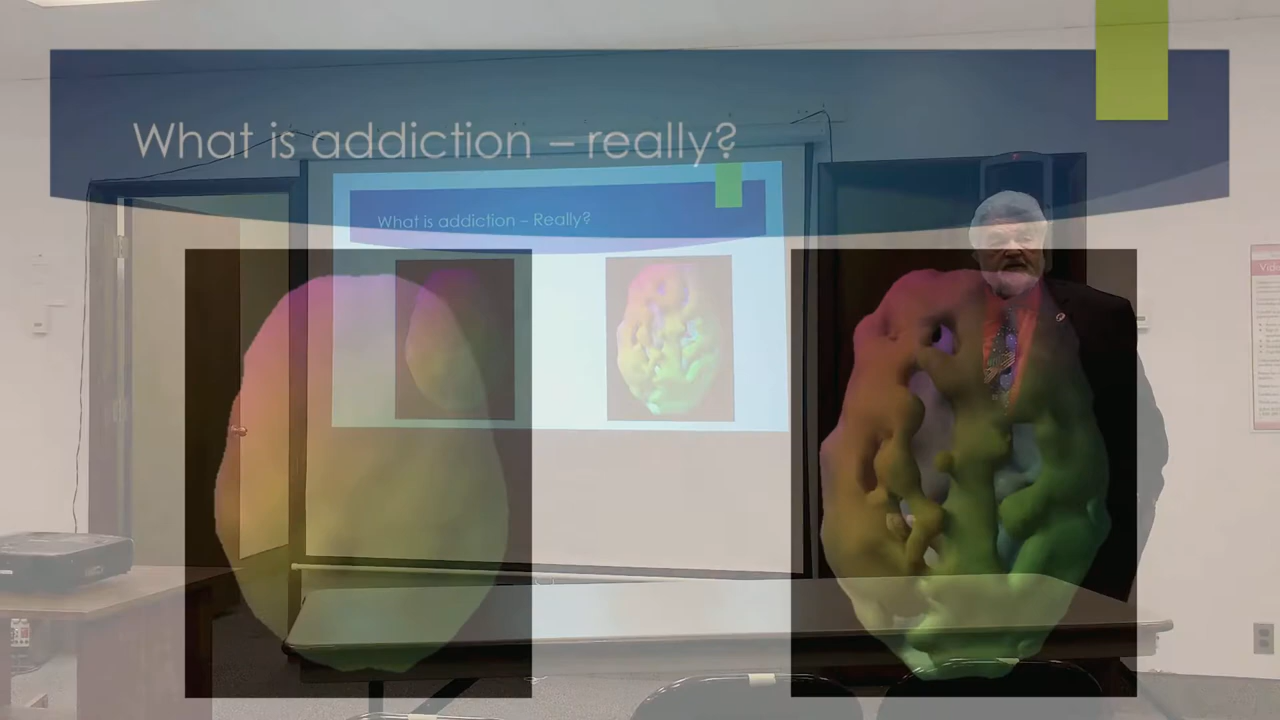 What is addiction – really?
What is addiction – Really?